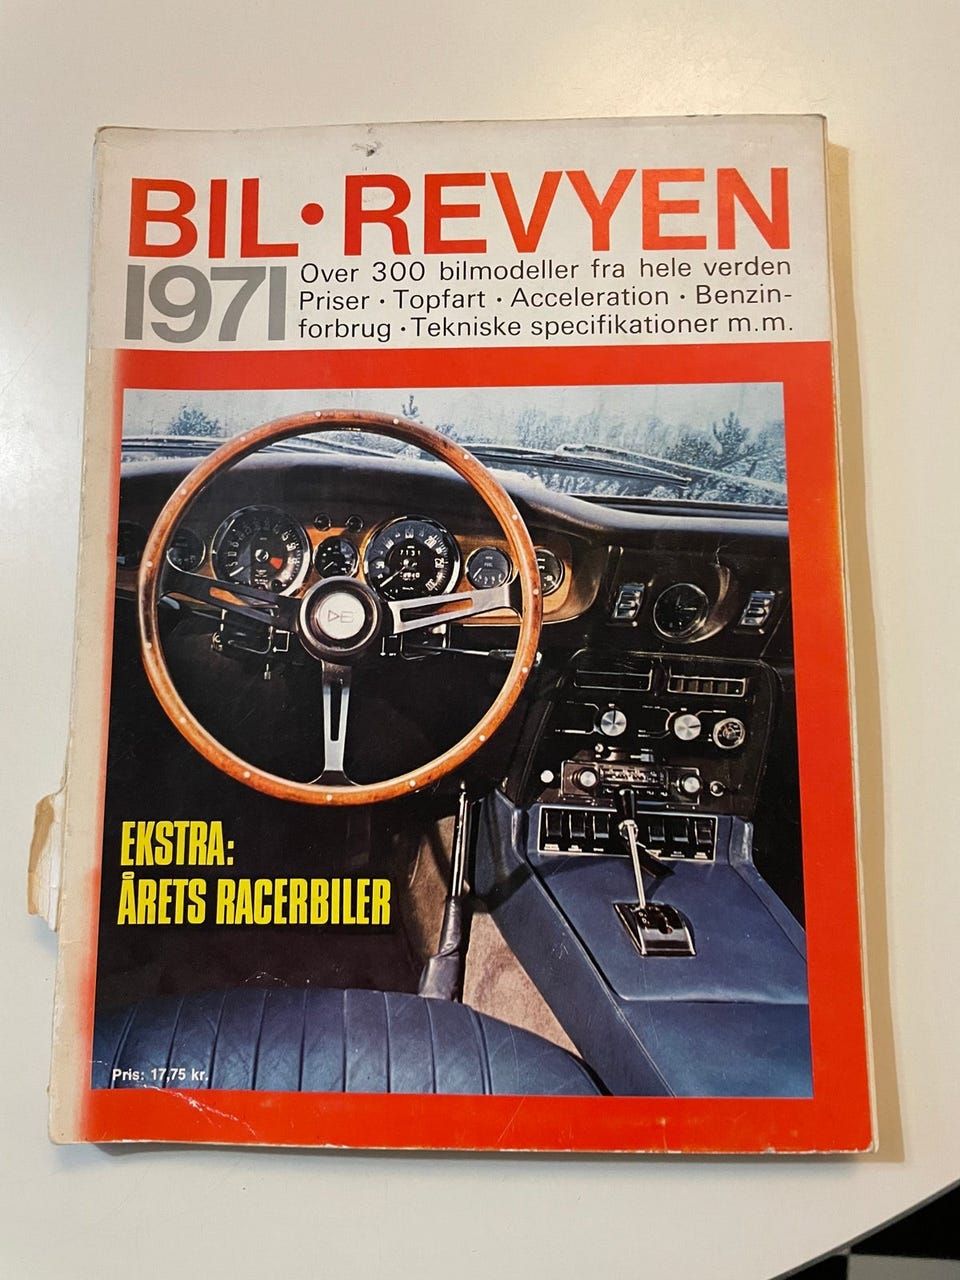 BIL·REVYEN
1971
Over 300 bilmodeller fra hele verden
Priser · Topfart · Acceleration · Benzin-
forbrug · Tekniske specifikationer m.m.
DB
EKSTRA:
ÅRETS RACERBILER
Pris: 17,75 kr.